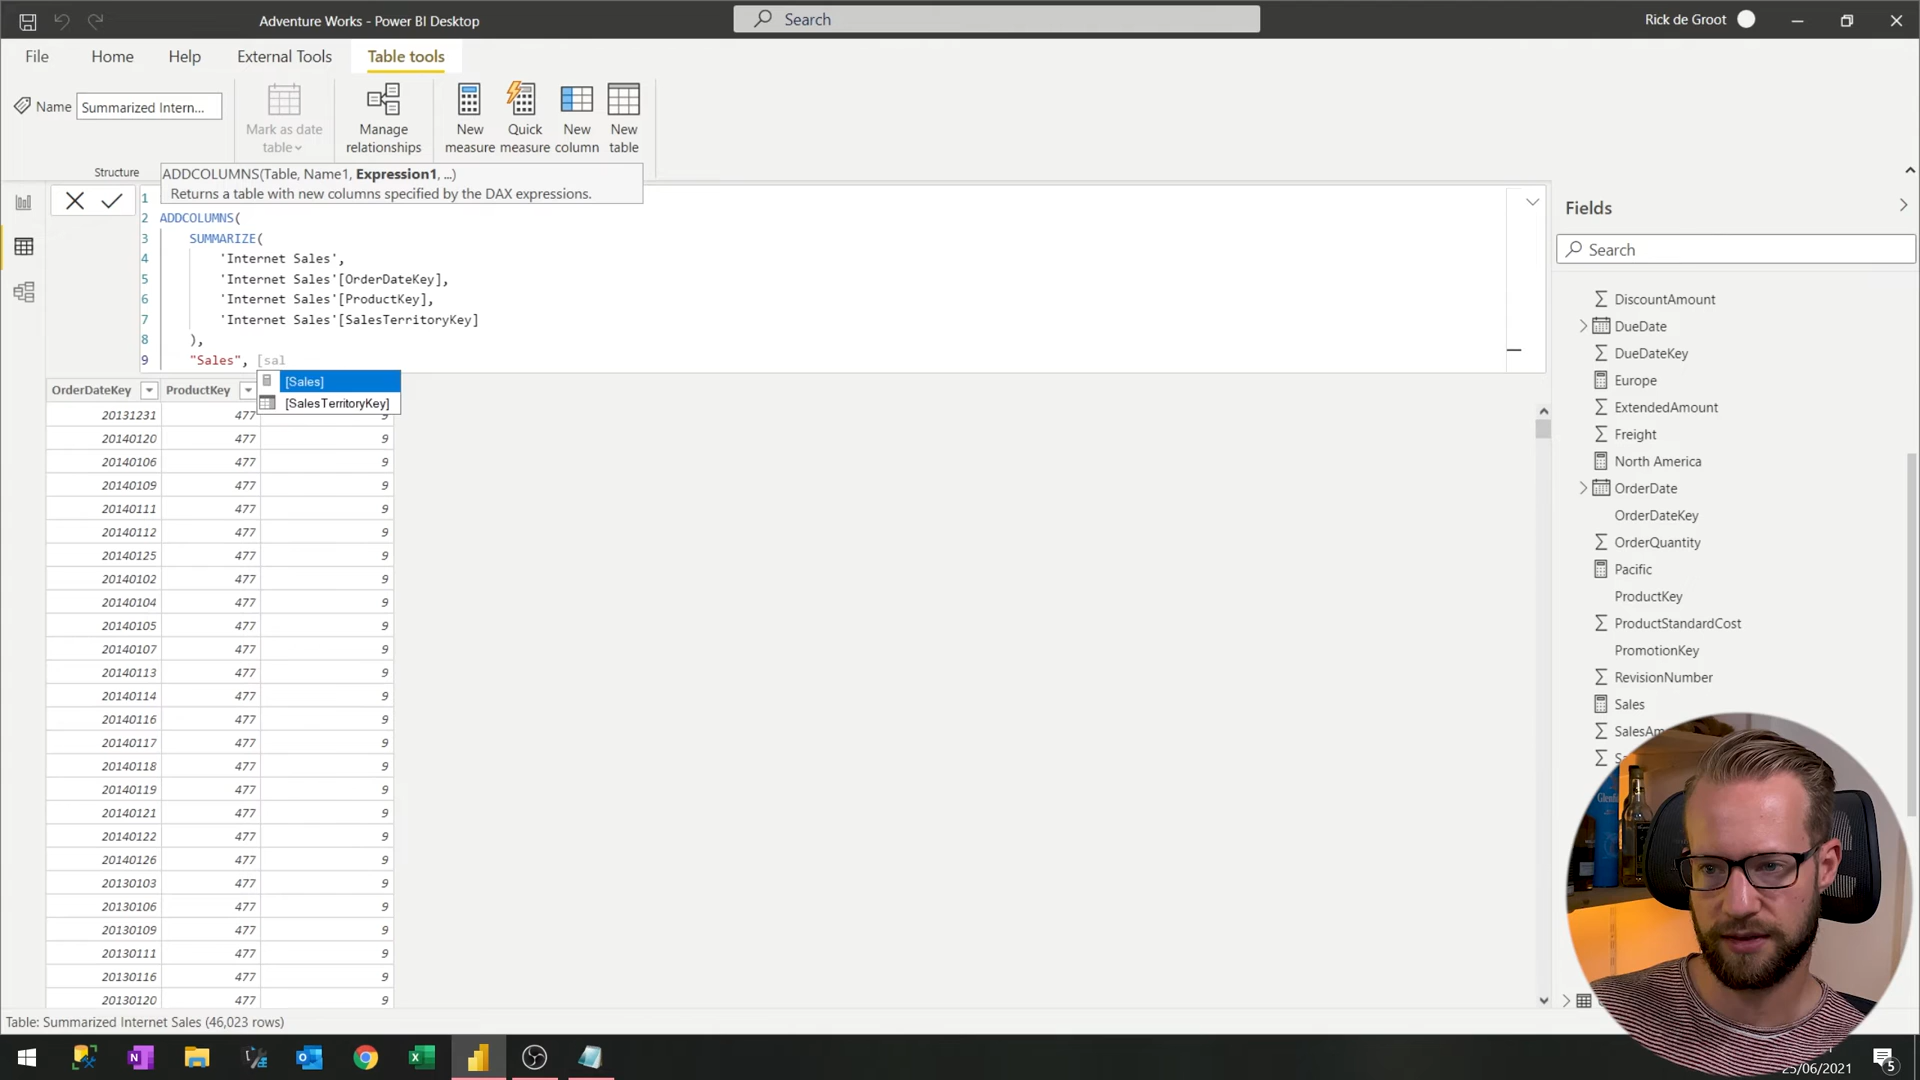 Adventure Works - Power BI Desktop
Search
Rick de Groot
File
Home
Help
External Tools
Table tools
Name
Summarized Intern...
Mark as date
table
Manage
relationships
New
measure
Quick
measure
New
column
New
table
Structure
ADDCOLUMNS(Table, Name1, Expression1, ...)
Returns a table with new columns specified by the DAX expressions.
1
2 ADDCOLUMNS(
3 SUMMARIZE(
4 'Internet Sales',
5 'Internet Sales'[OrderDateKey],
6 'Internet Sales'[ProductKey],
7 'Internet Sales'[SalesTerritoryKey]
8 ),
9 "Sales", [sal
[Sales]
[SalesTerritoryKey]
OrderDateKey ProductKey
20131231 477 9
20140120 477 9
20140106 477 9
20140109 477 9
20140111 477 9
20140112 477 9
20140125 477 9
20140102 477 9
20140104 477 9
20140105 477 9
20140107 477 9
20140113 477 9
20140114 477 9
20140116 477 9
20140117 477 9
20140118 477 9
20140119 477 9
20140121 477 9
20140122 477 9
20140126 477 9
20130103 477 9
20130106 477 9
20130109 477 9
20130111 477 9
20130116 477 9
20130120 477 9
Fields
Search
DiscountAmount
DueDate
DueDateKey
Europe
ExtendedAmount
Freight
North America
OrderDate
OrderDateKey
OrderQuantity
Pacific
ProductKey
ProductStandardCost
PromotionKey
RevisionNumber
Sales
Table: Summarized Internet Sales (46,023 rows)
25/06/2021
5